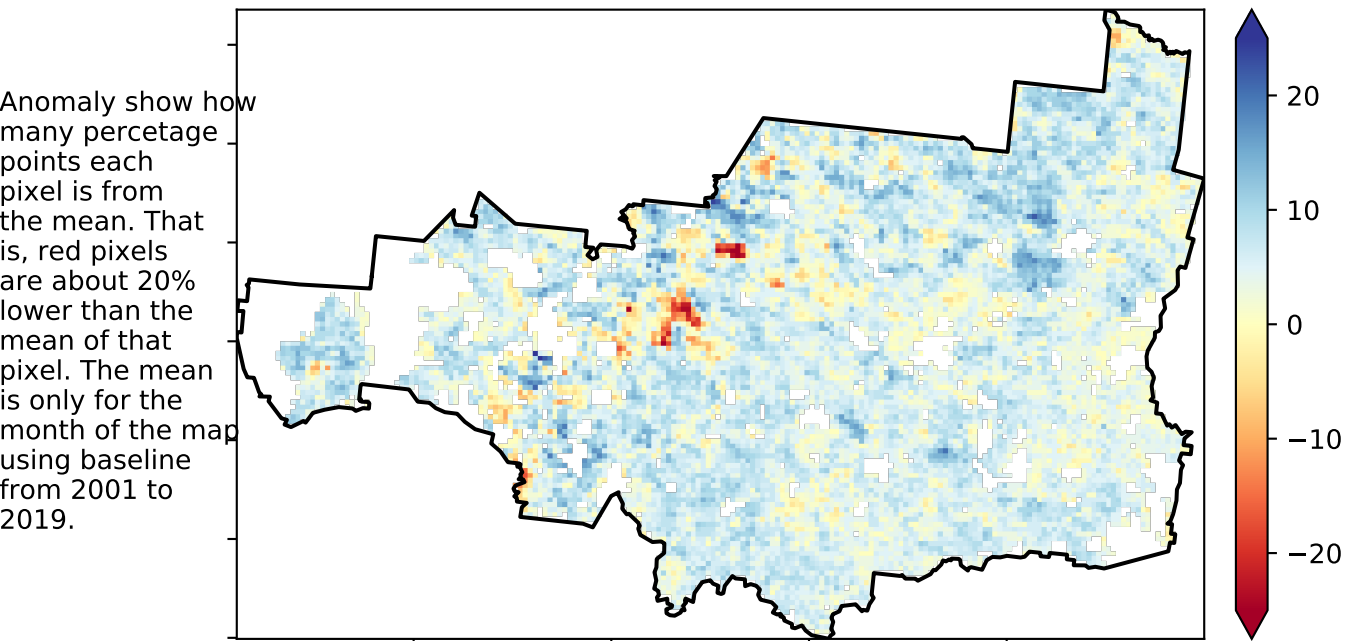 Anomaly show how
many percetage
points each
pixel is from
the mean. That
is, red pixels
are about 20%
lower than the
mean of that
pixel. The mean
is only for the
month of the map
using baseline
from 2001 to
2019.
20
10
0
−10
−20